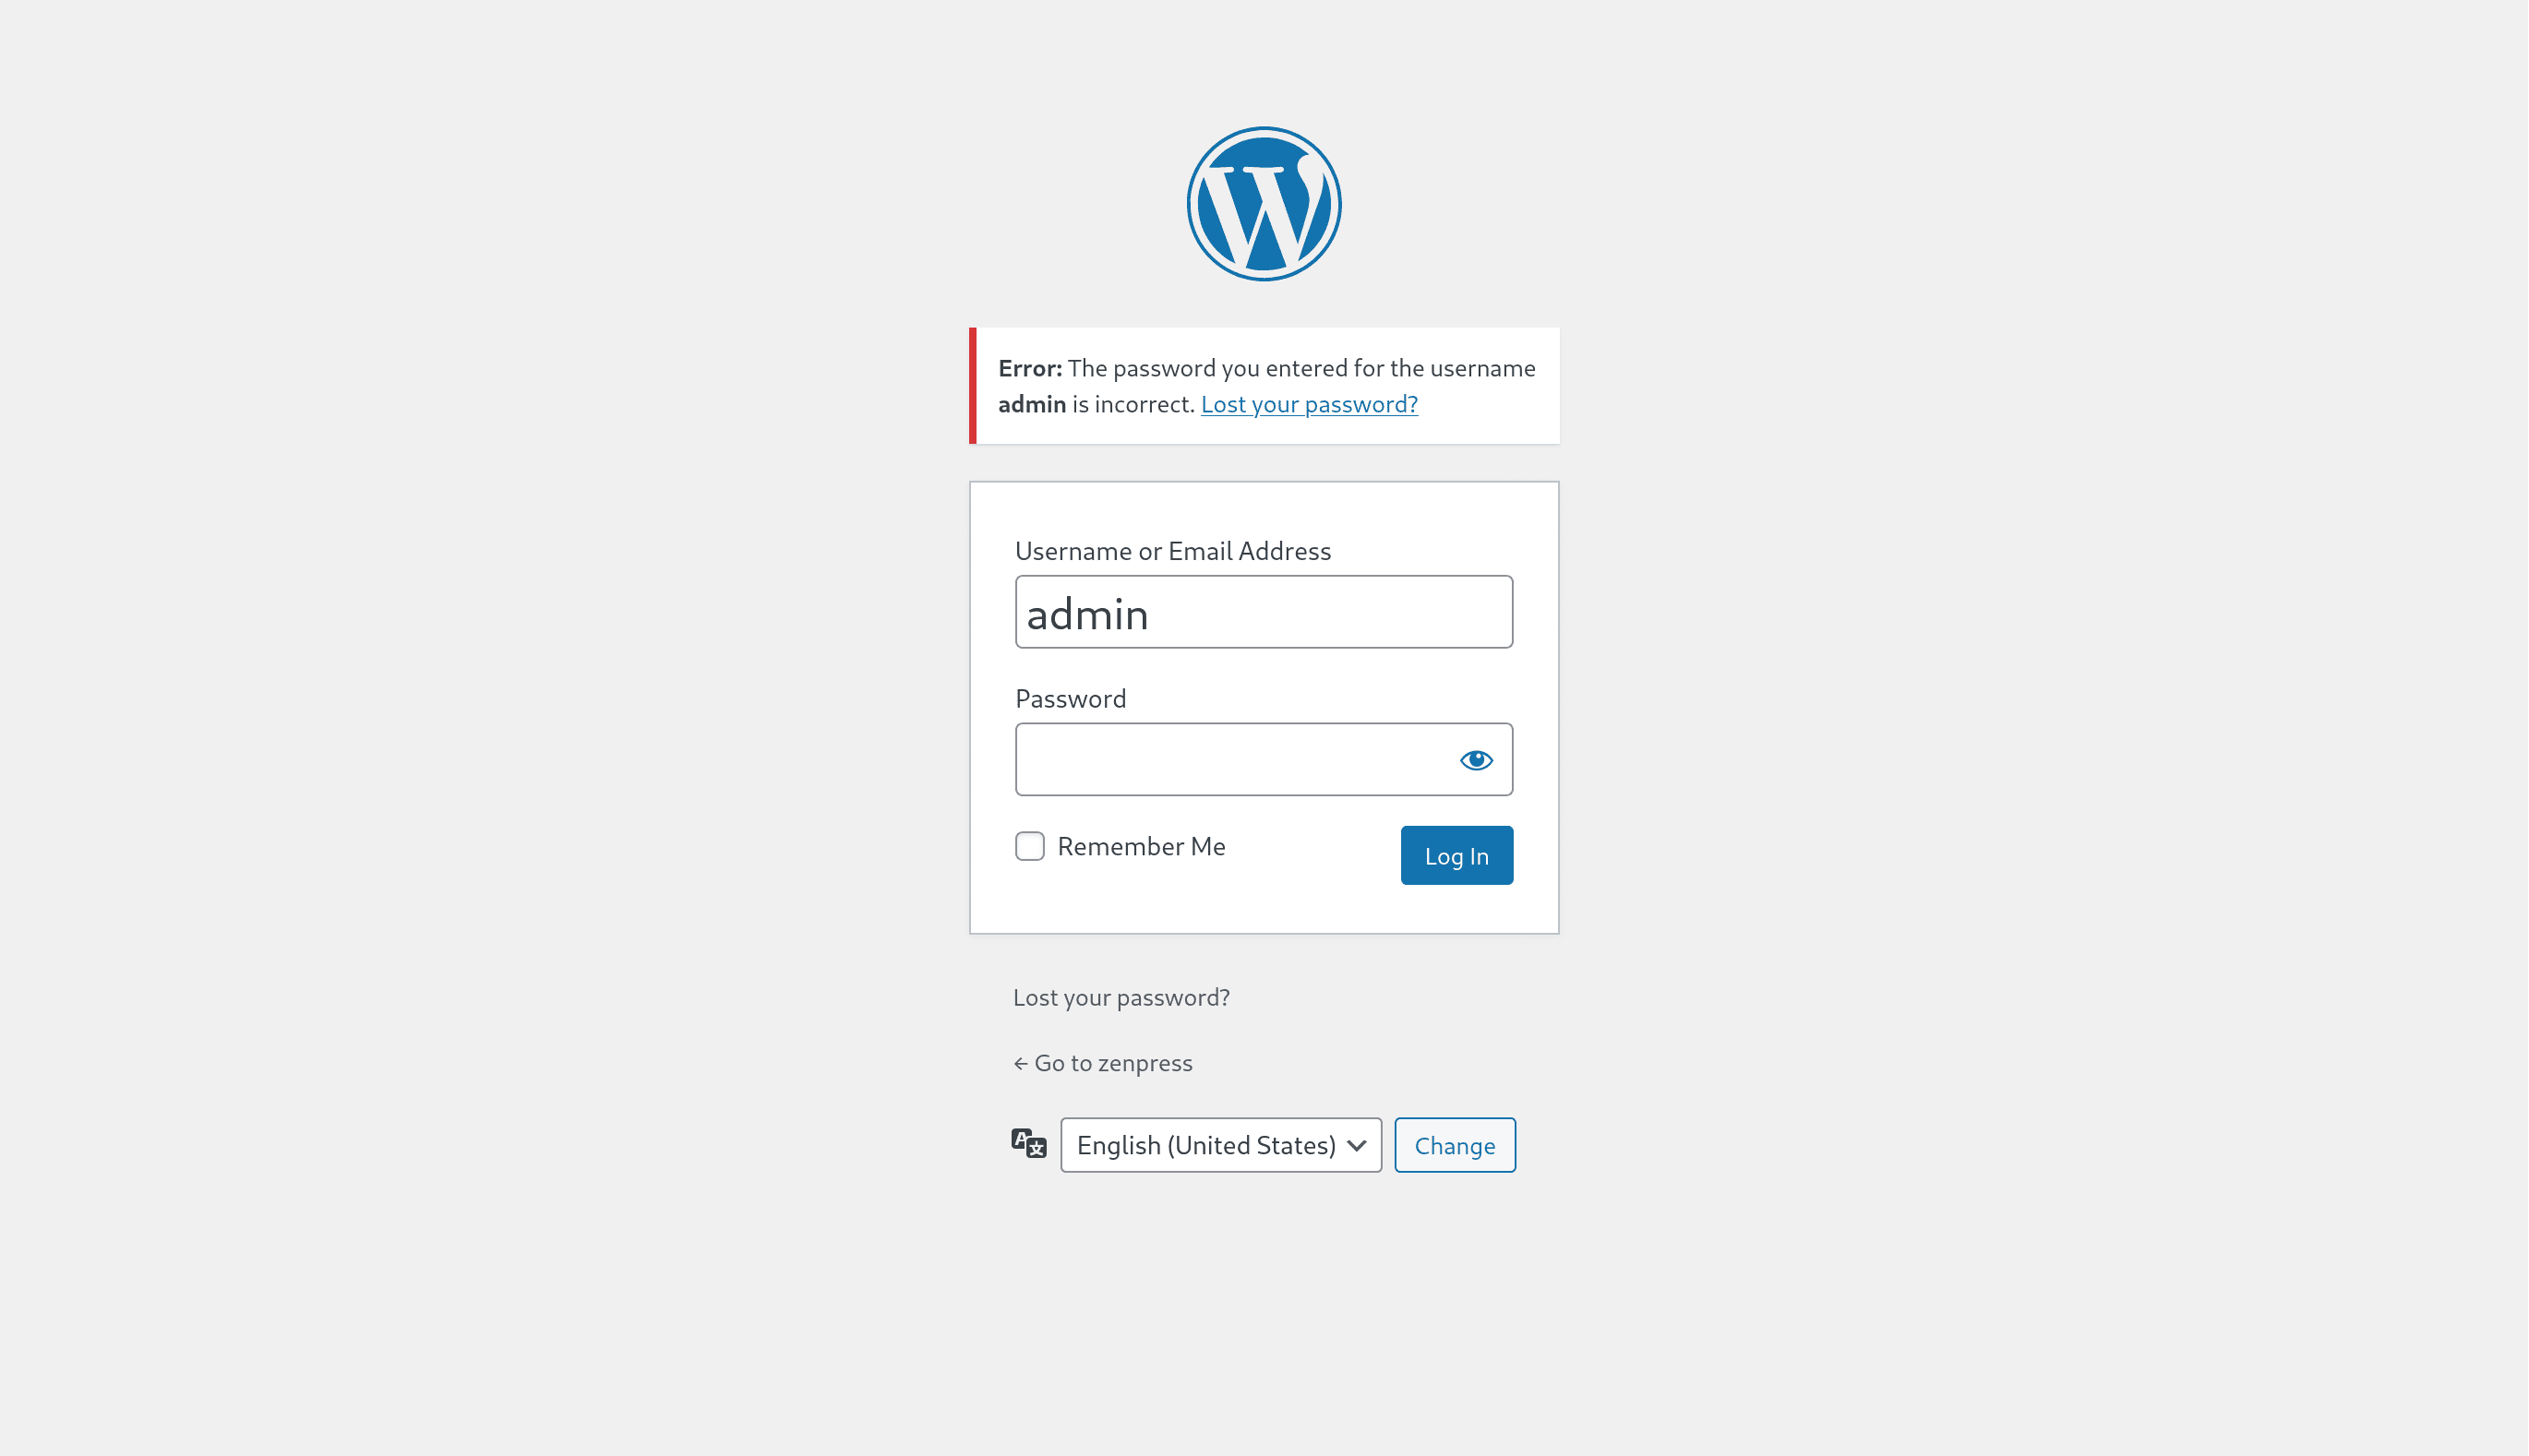 Error: The password you entered for the username
admin is incorrect. Lost your password?
Username or Email Address
admin
Password
Remember Me
Log In
Lost your password?
← Go to zenpress
English (United States)
Change